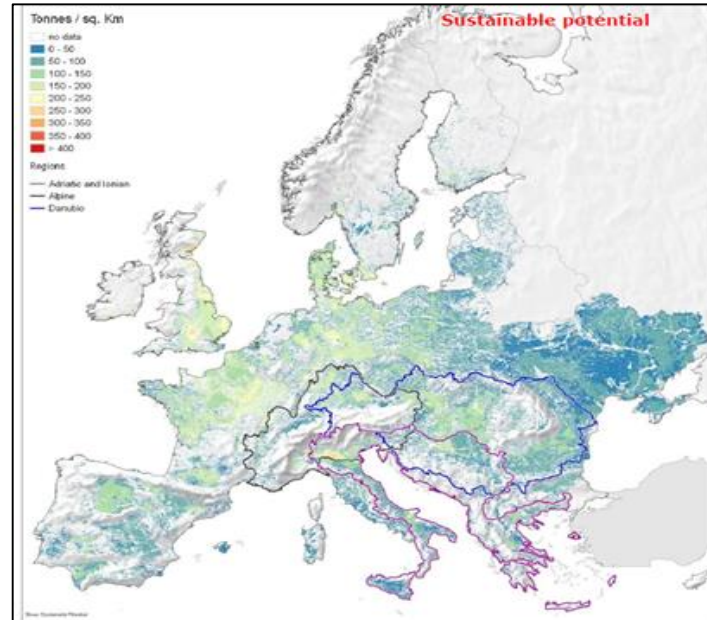 Sustainable potential
Tonnes / sq. Km
no data
0 - 50
50 - 100
100 - 150
150 - 200
200 - 250
250 - 300
300 - 350
350 - 400
> 400
Regions
Adriatic and Ionian
Alpine
Danubio